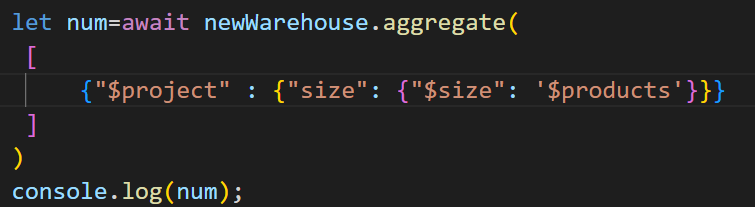 let num=await newWarehouse.aggregate(
[
{"$project" : {"size": {"$size": '$products'}}}
]
)
console.log(num);